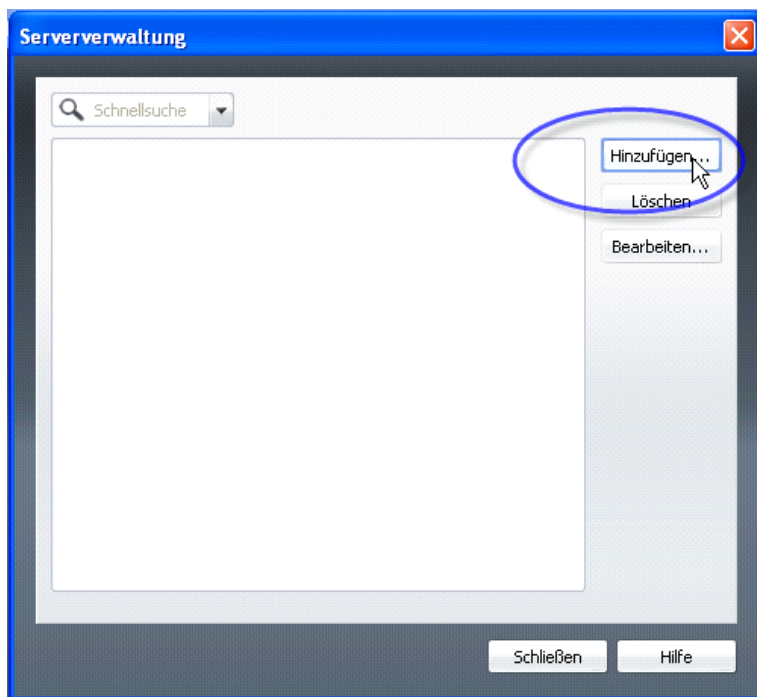 Serververwaltung
Schnellsuche
Hinzufügen...
Löschen
Bearbeiten...
Schließen
Hilfe